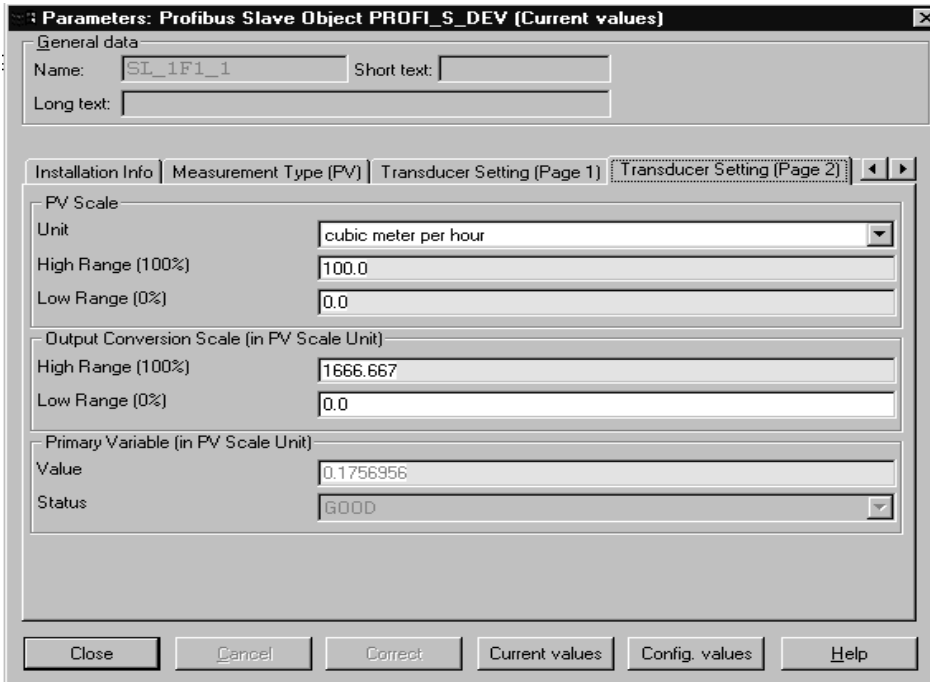 Parameters: Profibus Slave Object PROFI_S_DEV (Current values)
General data
Name: SL_1F1_1 Short text:
Long text:
Installation Info Measurement Type (PV) Transducer Setting (Page 1) Transducer Setting (Page 2)
PV Scale
Unit cubic meter per hour
High Range (100%) 100.0
Low Range (0%) 0.0
Output Conversion Scale (in PV Scale Unit)
High Range (100%) 1666.667
Low Range (0%) 0.0
Primary Variable (in PV Scale Unit)
Value 0.1756956
Status GOOD
Close Cancel Correct Current values Config. values Help